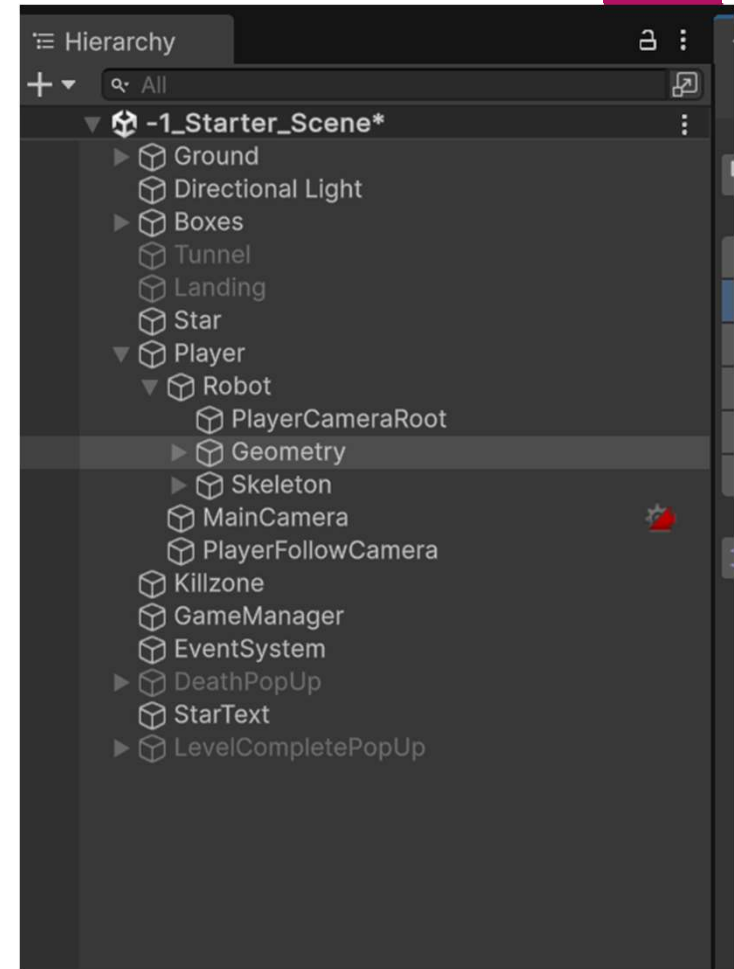 Hierarchy
All
-1_Starter_Scene*
Ground
Directional Light
Boxes
Tunnel
Landing
Star
Player
Robot
PlayerCameraRoot
Geometry
Skeleton
MainCamera
PlayerFollowCamera
Killzone
GameManager
EventSystem
DeathPopUp
StarText
LevelCompletePopUp